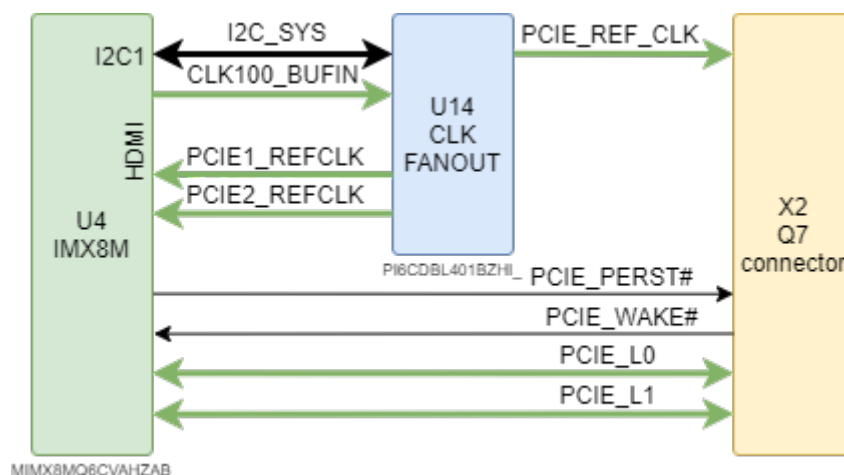 I2C_SYS
PCIE_REF_CLK
I2C1
CLK100_BUFIN
U14
CLK
FANOUT
HDMI
PCIE1_REFCLK
PCIE2_REFCLK
U4
IMX8M
X2
Q7
connector
PI6CDBL401BZHI_
PCIE_PERST#
PCIE_WAKE#
PCIE_L0
PCIE_L1
MIMX8MQ6CVAHZAB